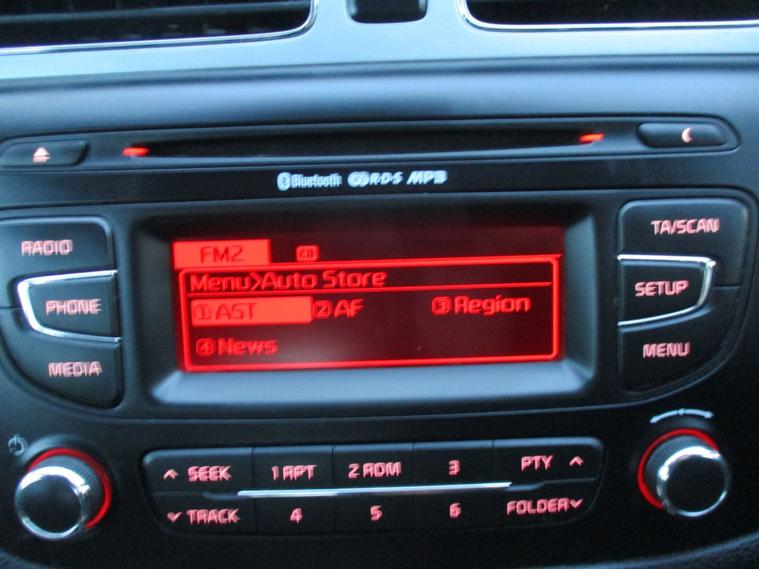 Bluetooth RDS MP3
RADIO
PHONE
MEDIA
FM2
Menu>Auto Store
1 AST 2 AF 3 Region
4 News
TA/SCAN
SETUP
MENU
SEEK 1 RPT 2 RDM 3 PTY
TRACK 4 5 6 FOLDER